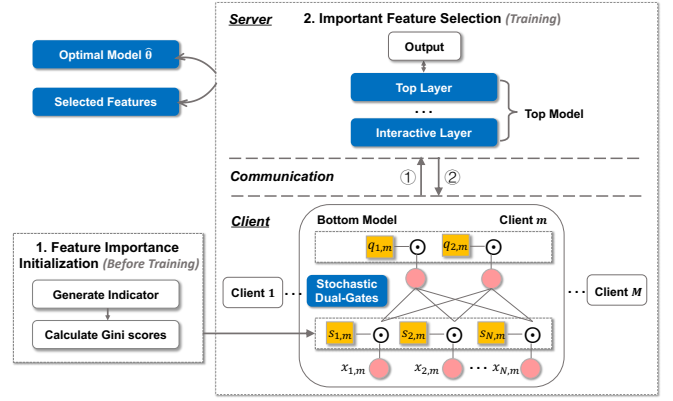 Server
2. Important Feature Selection (Training)
Output
Optimal Model θ̂
Top Layer
Selected Features
...
Top Model
Interactive Layer
Communication
① ②
Client
Bottom Model
Client m
q1,m
q2,m
1. Feature Importance
Initialization (Before Training)
Generate Indicator
Calculate Gini scores
Client 1 ...
Stochastic
Dual-Gates
... Client M
s1,m
s2,m
sN,m
x1,m
x2,m
... xN,m